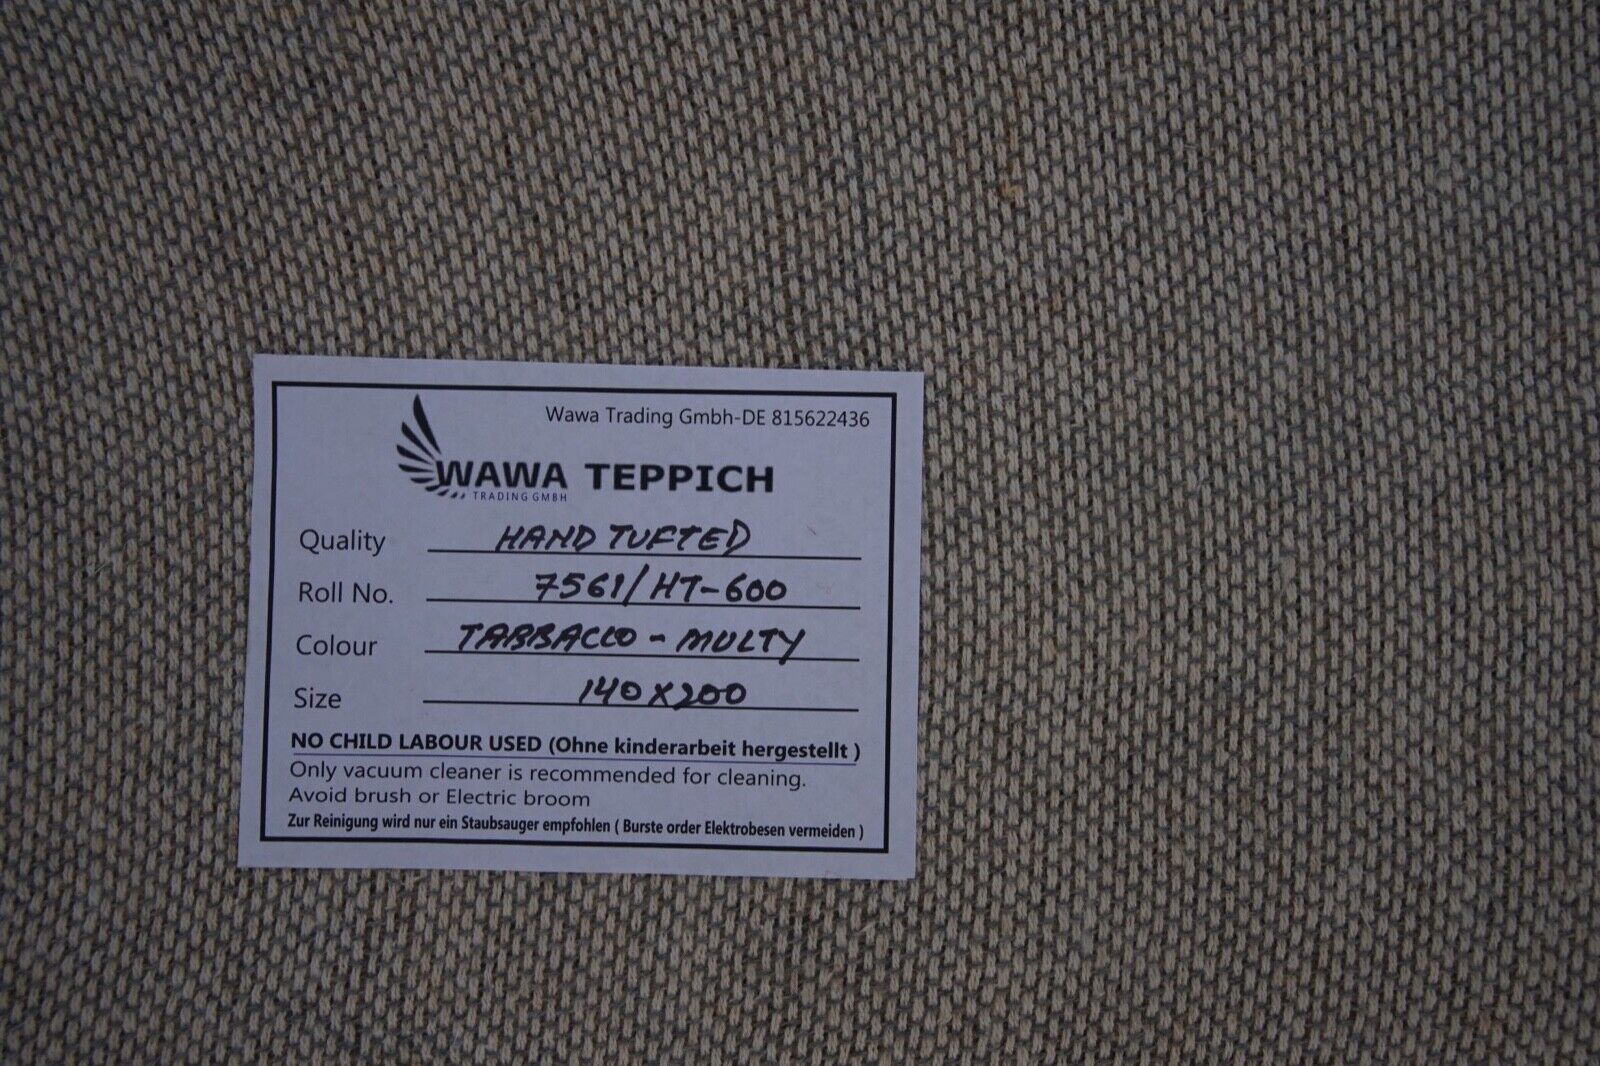 Wawa Trading Gmbh-DE 815622436
WAWA TEPPICH
TRADING GMBH
Quality HAND TUFTED
Roll No. 7561/HT-600
Colour TABBACCO - MULTY
Size 140X200
NO CHILD LABOUR USED (Ohne kinderarbeit hergestellt )
Only vacuum cleaner is recommended for cleaning.
Avoid brush or Electric broom
Zur Reinigung wird nur ein Staubsauger empfohlen ( Burste order Elektrobesen vermeiden )